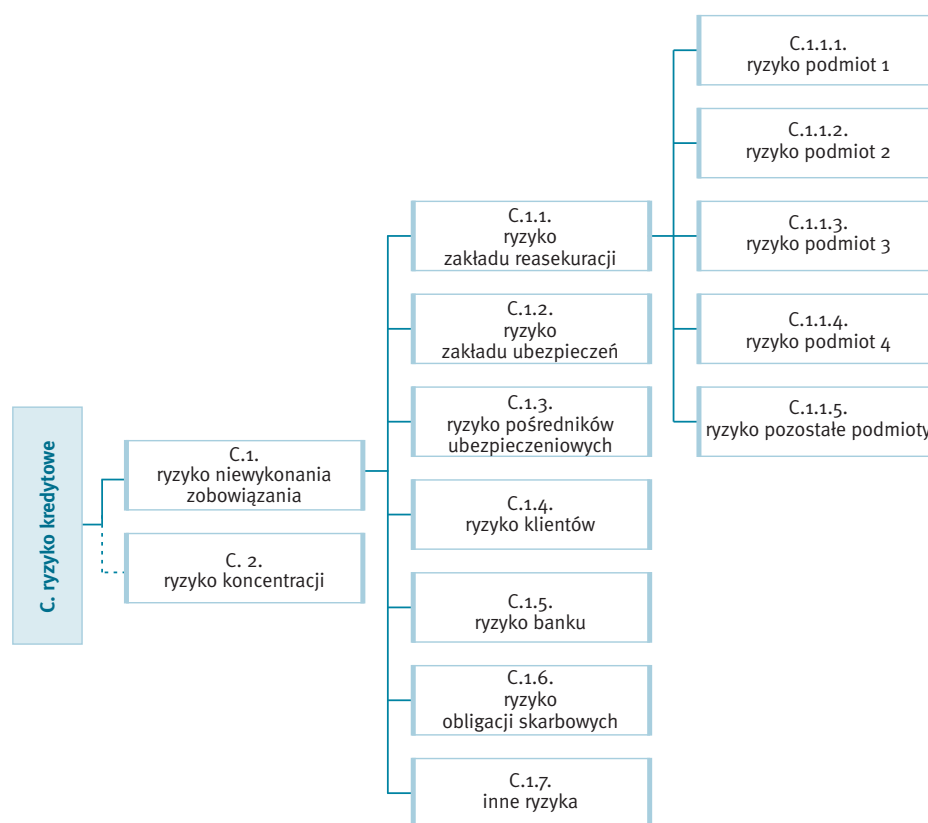 C. ryzyko kredytowe
C.1.
ryzyko niewykonania
zobowiązania
C. 2.
ryzyko koncentracji
C.1.1.
ryzyko
zakładu reasekuracji
C.1.2.
ryzyko
zakładu ubezpieczeń
C.1.3.
ryzyko pośredników
ubezpieczeniowych
C.1.4.
ryzyko klientów
C.1.5.
ryzyko banku
C.1.6.
ryzyko
obligacji skarbowych
C.1.7.
inne ryzyka
C.1.1.1.
ryzyko podmiot 1
C.1.1.2.
ryzyko podmiot 2
C.1.1.3.
ryzyko podmiot 3
C.1.1.4.
ryzyko podmiot 4
C.1.1.5.
ryzyko pozostałe podmioty